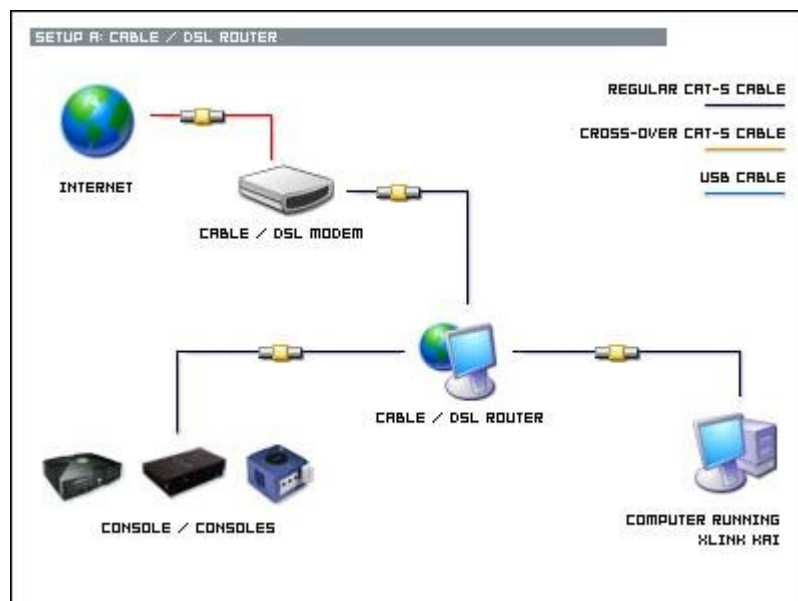 SETUP A: CABLE / DSL ROUTER
REGULAR CAT-5 CABLE
CROSS-OVER CAT-5 CABLE
USB CABLE
INTERNET
CABLE / DSL MODEM
CABLE / DSL ROUTER
CONSOLE / CONSOLES
COMPUTER RUNNING
XLINK KAI